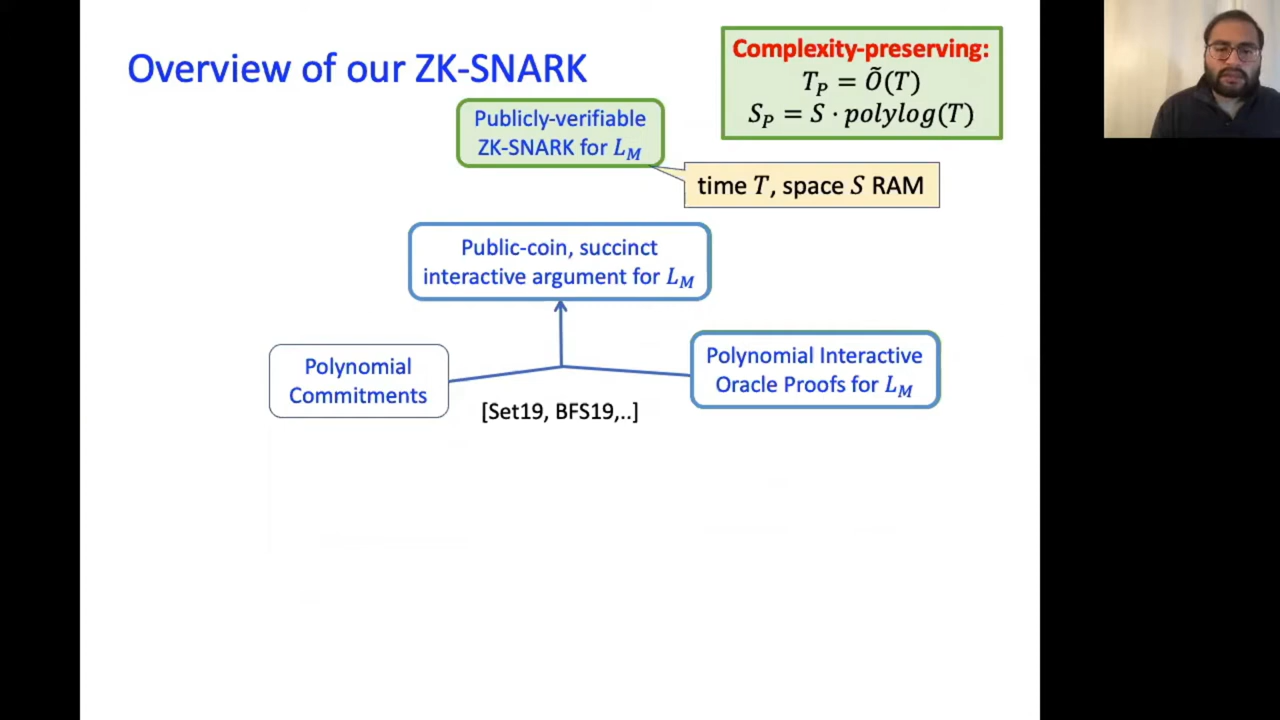 Overview of our ZK-SNARK
Complexity-preserving:
T_P = Õ(T)
S_P = S · polylog(T)
Publicly-verifiable
ZK-SNARK for L_M
time T, space S RAM
Public-coin, succinct
interactive argument for L_M
Polynomial
Commitments
Polynomial Interactive
Oracle Proofs for L_M
[Set19, BFS19,..]